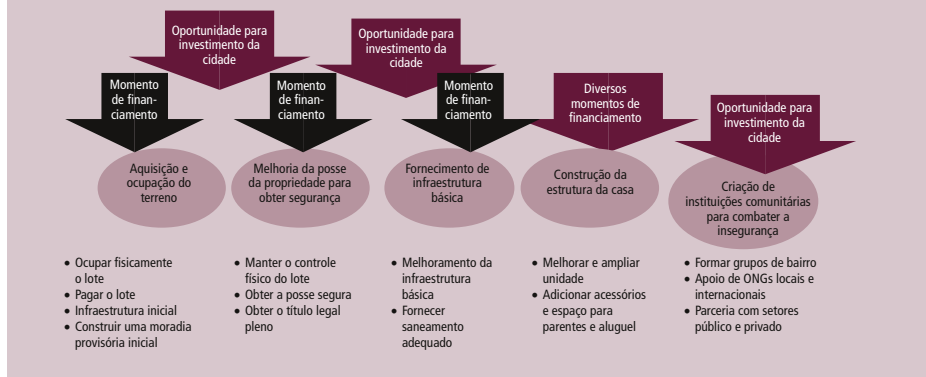 Oportunidade para
investimento da
cidade
Oportunidade para
investimento da
cidade
Momento
de finan-
ciamento
Momento
de finan-
ciamento
Momento
de finan-
ciamento
Diversos
momentos de
financiamento
Oportunidade para
investimento da
cidade
Aquisição e
ocupação do
terreno
Melhoria da posse
da propriedade para
obter segurança
Fornecimento de
infraestrutura
básica
Construção da
estrutura da casa
Criação de
instituições comunitárias
para combater a
insegurança
• Ocupar fisicamente
o lote
• Pagar o lote
• Infraestrutura inicial
• Construir uma moradia
provisória inicial
• Manter o controle
físico do lote
• Obter a posse segura
• Obter o título legal
pleno
• Melhoramento da
infraestrutura
básica
• Fornecer
saneamento
adequado
• Melhorar e ampliar
unidade
• Adicionar acessórios
e espaço para
parentes e aluguel
• Formar grupos de bairro
• Apoio de ONGs locais e
internacionais
• Parceria com setores
público e privado